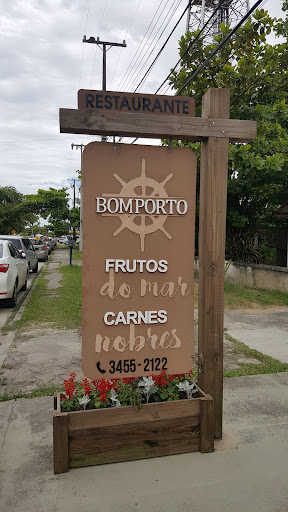 RESTAURANTE
BOMPORTO
FRUTOS
do mar
CARNES
nobres
3455-2122